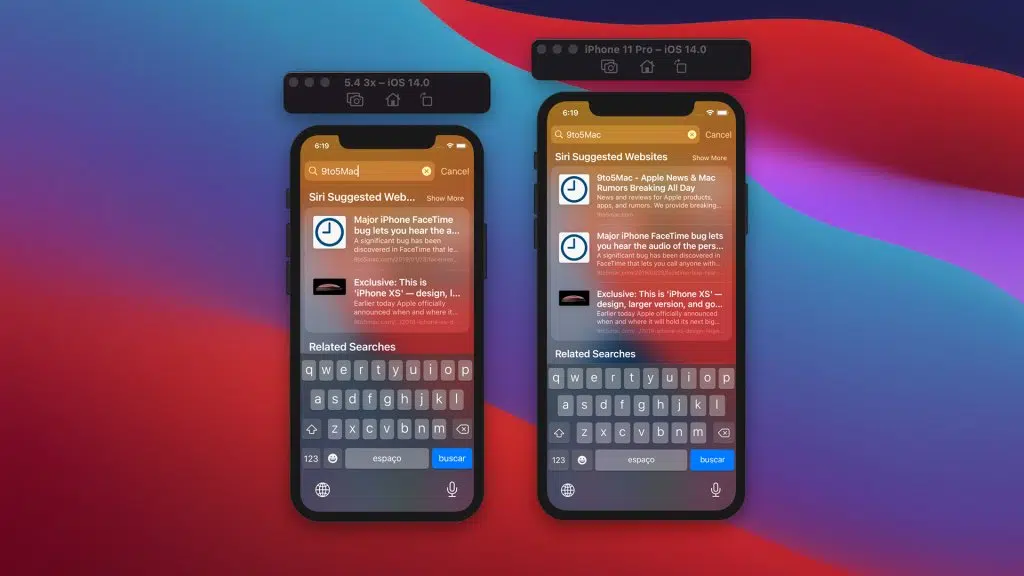 5.4 3x – iOS 14.0
6:19
9to5Mac
Cancel
Siri Suggested Web...
Show More
Major iPhone FaceTime
bug lets you hear the a...
A significant bug has been
discovered in FaceTime that le...
Exclusive: This is
'iPhone XS' — design, l...
Earlier today Apple officially
announced when and where it...
Related Searches
q w e r t y u i o p
a s d f g h j k l
z x c v b n m
123
espaço
buscar
iPhone 11 Pro – iOS 14.0
6:19
9to5Mac
Cancel
Siri Suggested Websites
Show More
9to5Mac - Apple News & Mac
Rumors Breaking All Day
News and reviews for Apple products,
apps, and rumors. We provide breaking...
9to5mac.com
Major iPhone FaceTime bug lets
you hear the audio of the pers...
A significant bug has been discovered in
FaceTime that lets you call anyone with...
Exclusive: This is 'iPhone XS' —
design, larger version, and go...
Earlier today Apple officially announced
when and where it will hold its next big...
Related Searches
q w e r t y u i o p
a s d f g h j k l
z x c v b n m
123
espaço
buscar